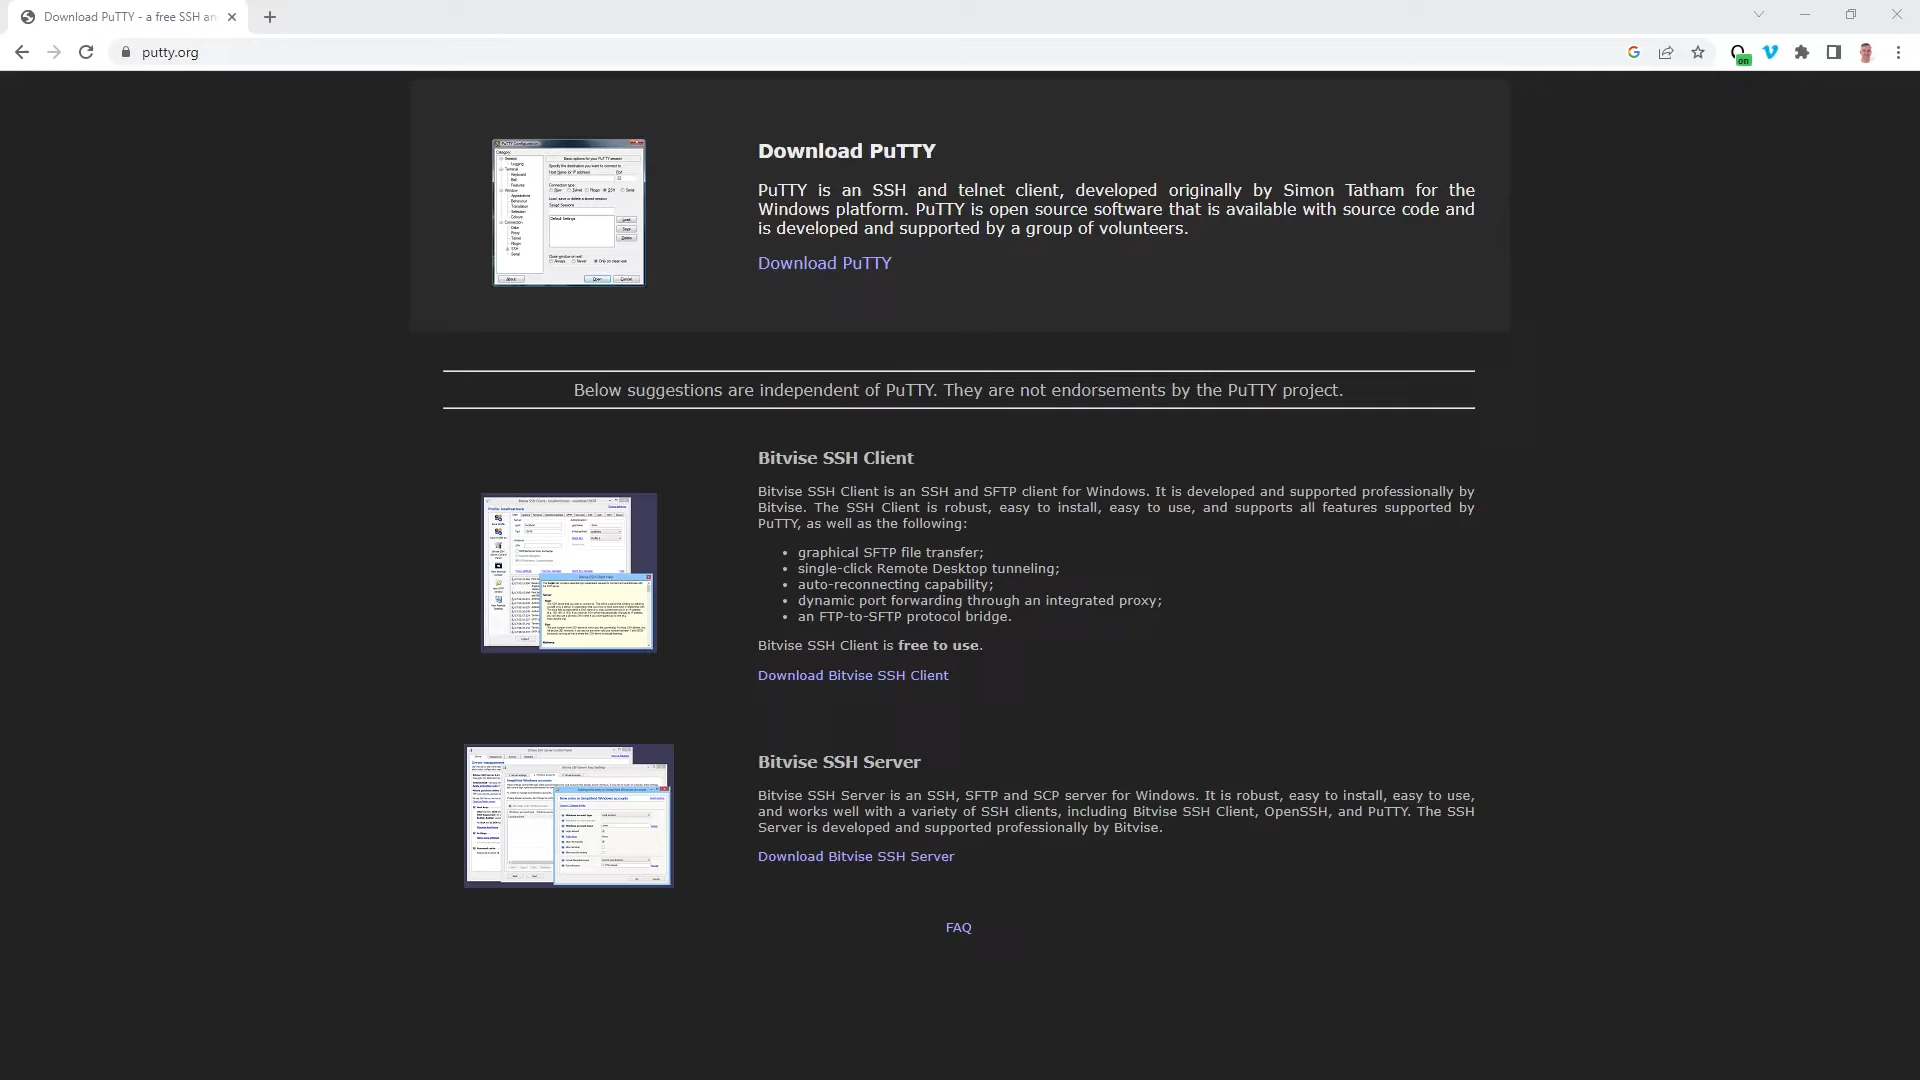 Download PuTTY - a free SSH an
putty.org
on
Download PuTTY
PuTTY is an SSH and telnet client, developed originally by Simon Tatham for the
Windows platform. PuTTY is open source software that is available with source code and
is developed and supported by a group of volunteers.
Download PuTTY
Below suggestions are independent of PuTTY. They are not endorsements by the PuTTY project.
Bitvise SSH Client
Bitvise SSH Client is an SSH and SFTP client for Windows. It is developed and supported professionally by
Bitvise. The SSH Client is robust, easy to install, easy to use, and supports all features supported by
PuTTY, as well as the following:
• graphical SFTP file transfer;
• single-click Remote Desktop tunneling;
• auto-reconnecting capability;
• dynamic port forwarding through an integrated proxy;
• an FTP-to-SFTP protocol bridge.
Bitvise SSH Client is free to use.
Download Bitvise SSH Client
Bitvise SSH Server
Bitvise SSH Server is an SSH, SFTP and SCP server for Windows. It is robust, easy to install, easy to use,
and works well with a variety of SSH clients, including Bitvise SSH Client, OpenSSH, and PuTTY. The SSH
Server is developed and supported professionally by Bitvise.
Download Bitvise SSH Server
FAQ